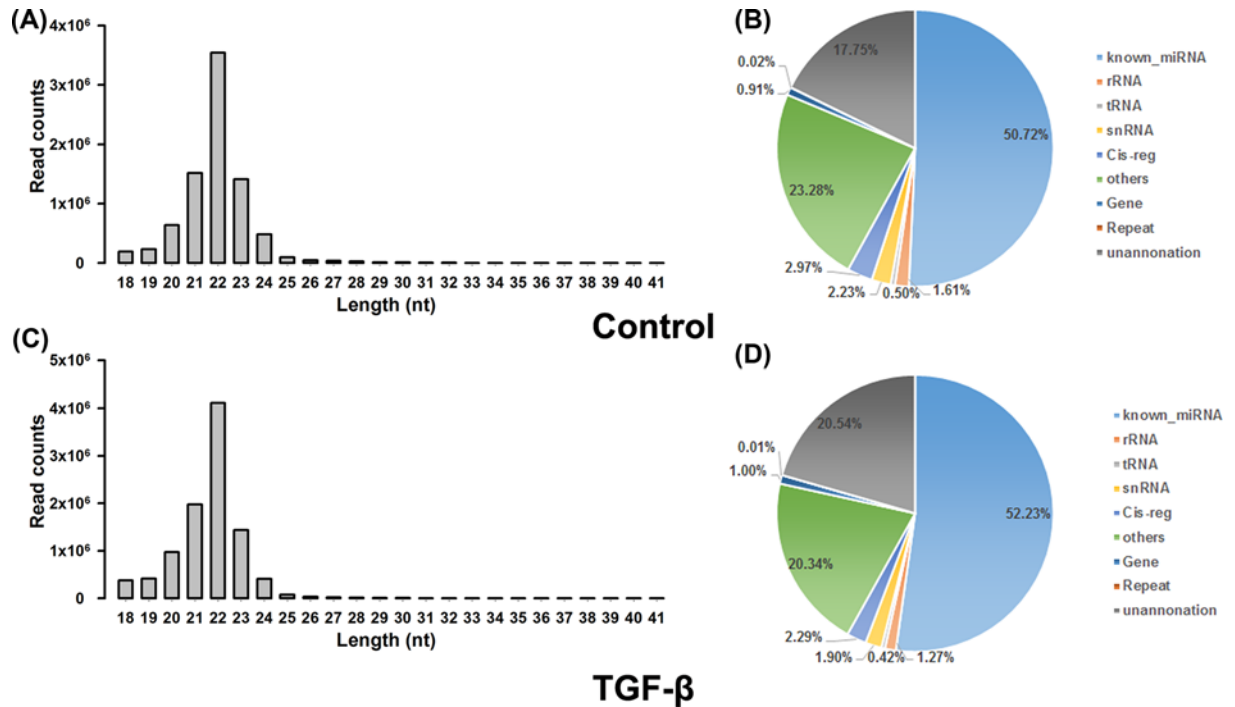 (A)
4x10⁶
3x10⁶
2x10⁶
1x10⁶
0
Read counts
18 19 20 21 22 23 24 25 26 27 28 29 30 31 32 33 34 35 36 37 38 39 40 41
Length (nt)
(B)
17.75%
0.02%
0.91%
50.72%
23.28%
2.97%
2.23%
0.50%
1.61%
known_miRNA
rRNA
tRNA
snRNA
Cis-reg
others
Gene
Repeat
unannonation
Control
(C)
5x10⁶
4x10⁶
3x10⁶
2x10⁶
1x10⁶
0
Read counts
18 19 20 21 22 23 24 25 26 27 28 29 30 31 32 33 34 35 36 37 38 39 40 41
Length (nt)
(D)
20.54%
0.01%
1.00%
52.23%
20.34%
2.29%
1.90%
0.42%
1.27%
known_miRNA
rRNA
tRNA
snRNA
Cis-reg
others
Gene
Repeat
unannonation
TGF-β